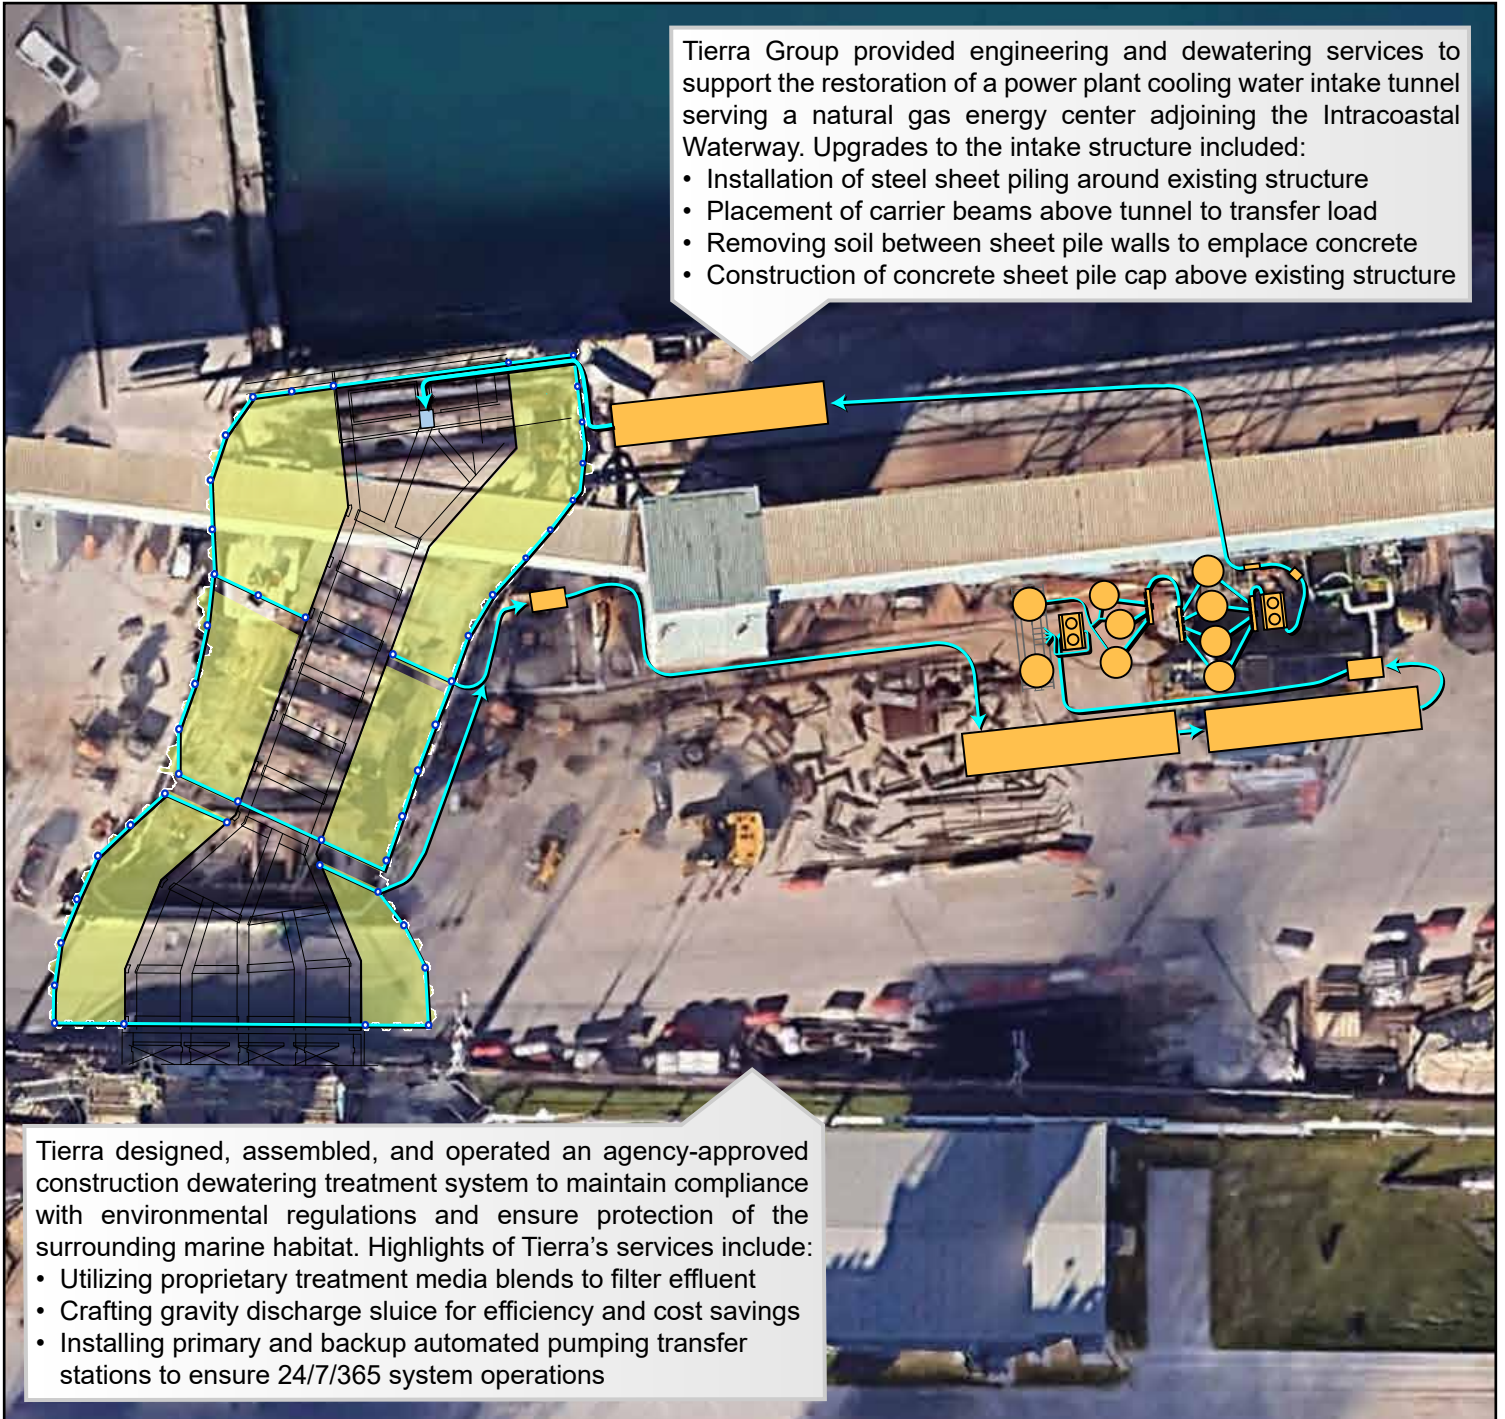 Tierra Group provided engineering and dewatering services to
support the restoration of a power plant cooling water intake tunnel
serving a natural gas energy center adjoining the Intracoastal
Waterway. Upgrades to the intake structure included:
• Installation of steel sheet piling around existing structure
• Placement of carrier beams above tunnel to transfer load
• Removing soil between sheet pile walls to emplace concrete
• Construction of concrete sheet pile cap above existing structure
Tierra designed, assembled, and operated an agency-approved
construction dewatering treatment system to maintain compliance
with environmental regulations and ensure protection of the
surrounding marine habitat. Highlights of Tierra’s services include:
• Utilizing proprietary treatment media blends to filter effluent
• Crafting gravity discharge sluice for efficiency and cost savings
• Installing primary and backup automated pumping transfer
stations to ensure 24/7/365 system operations